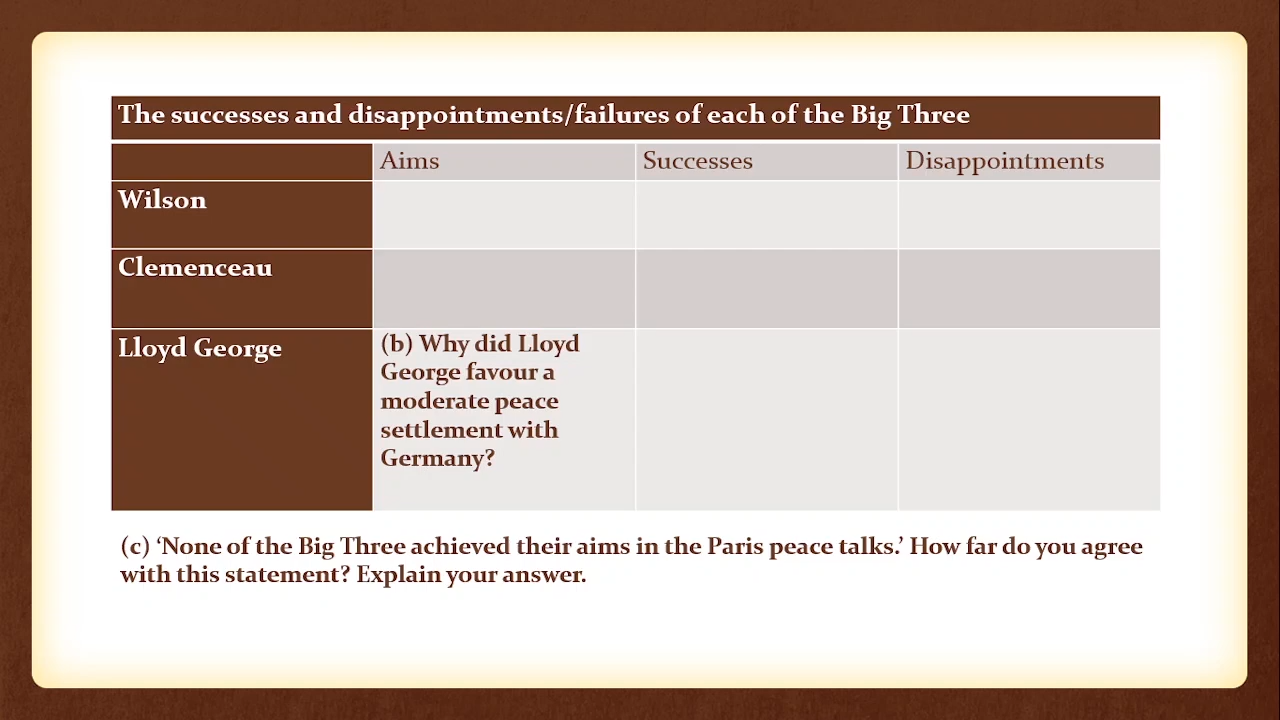 The successes and disappointments/failures of each of the Big Three
Aims Successes Disappointments
Wilson
Clemenceau
Lloyd George
(b) Why did Lloyd
George favour a
moderate peace
settlement with
Germany?
(c) ‘None of the Big Three achieved their aims in the Paris peace talks.’ How far do you agree
with this statement? Explain your answer.